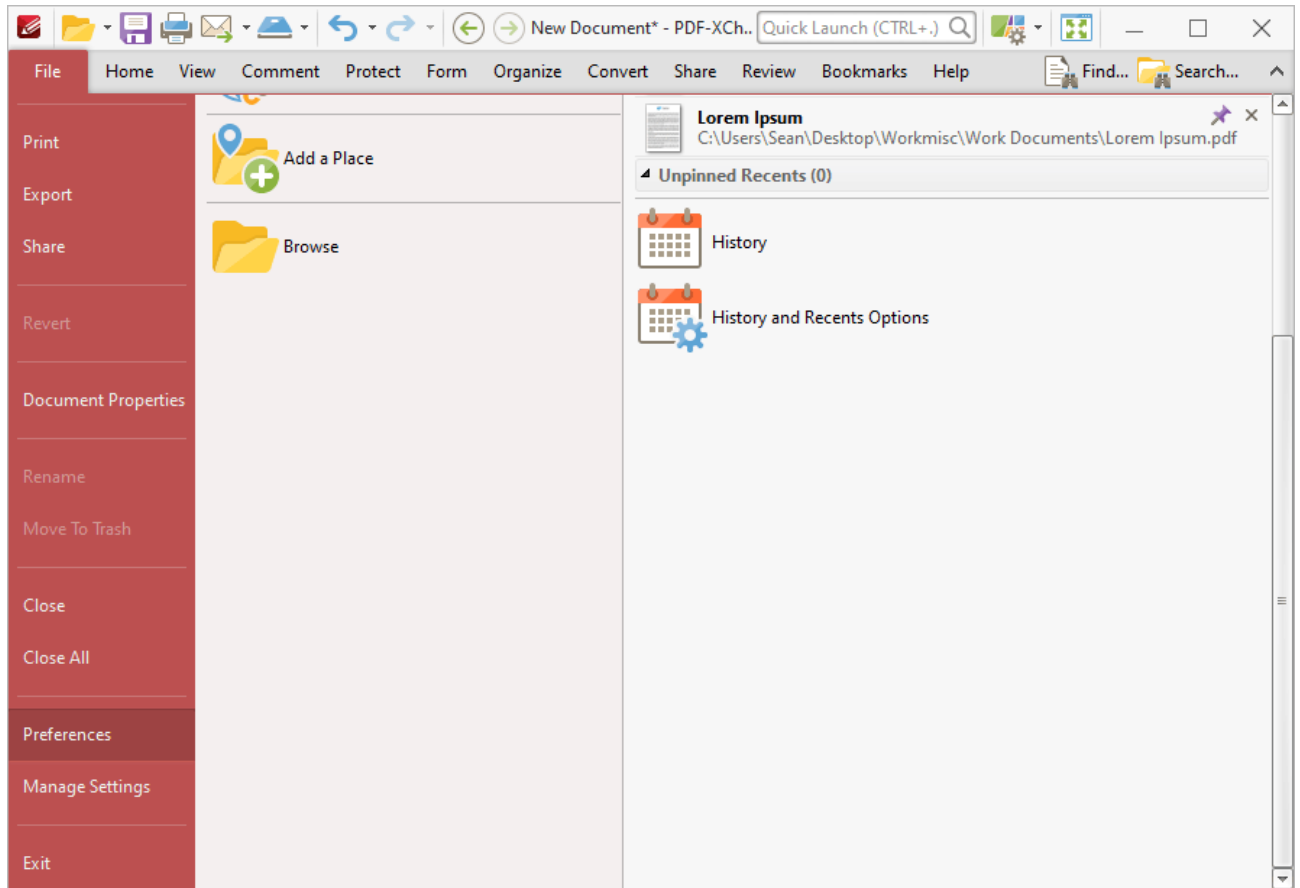 New Document* - PDF-XCh..
Quick Launch (CTRL+.)
File Home View Comment Protect Form Organize Convert Share Review Bookmarks Help Find... Search...
Print
Export
Share
Revert
Document Properties
Rename
Move To Trash
Close
Close All
Preferences
Manage Settings
Exit
Add a Place
Browse
Lorem Ipsum
C:\Users\Sean\Desktop\Workmisc\Work Documents\Lorem Ipsum.pdf
Unpinned Recents (0)
History
History and Recents Options